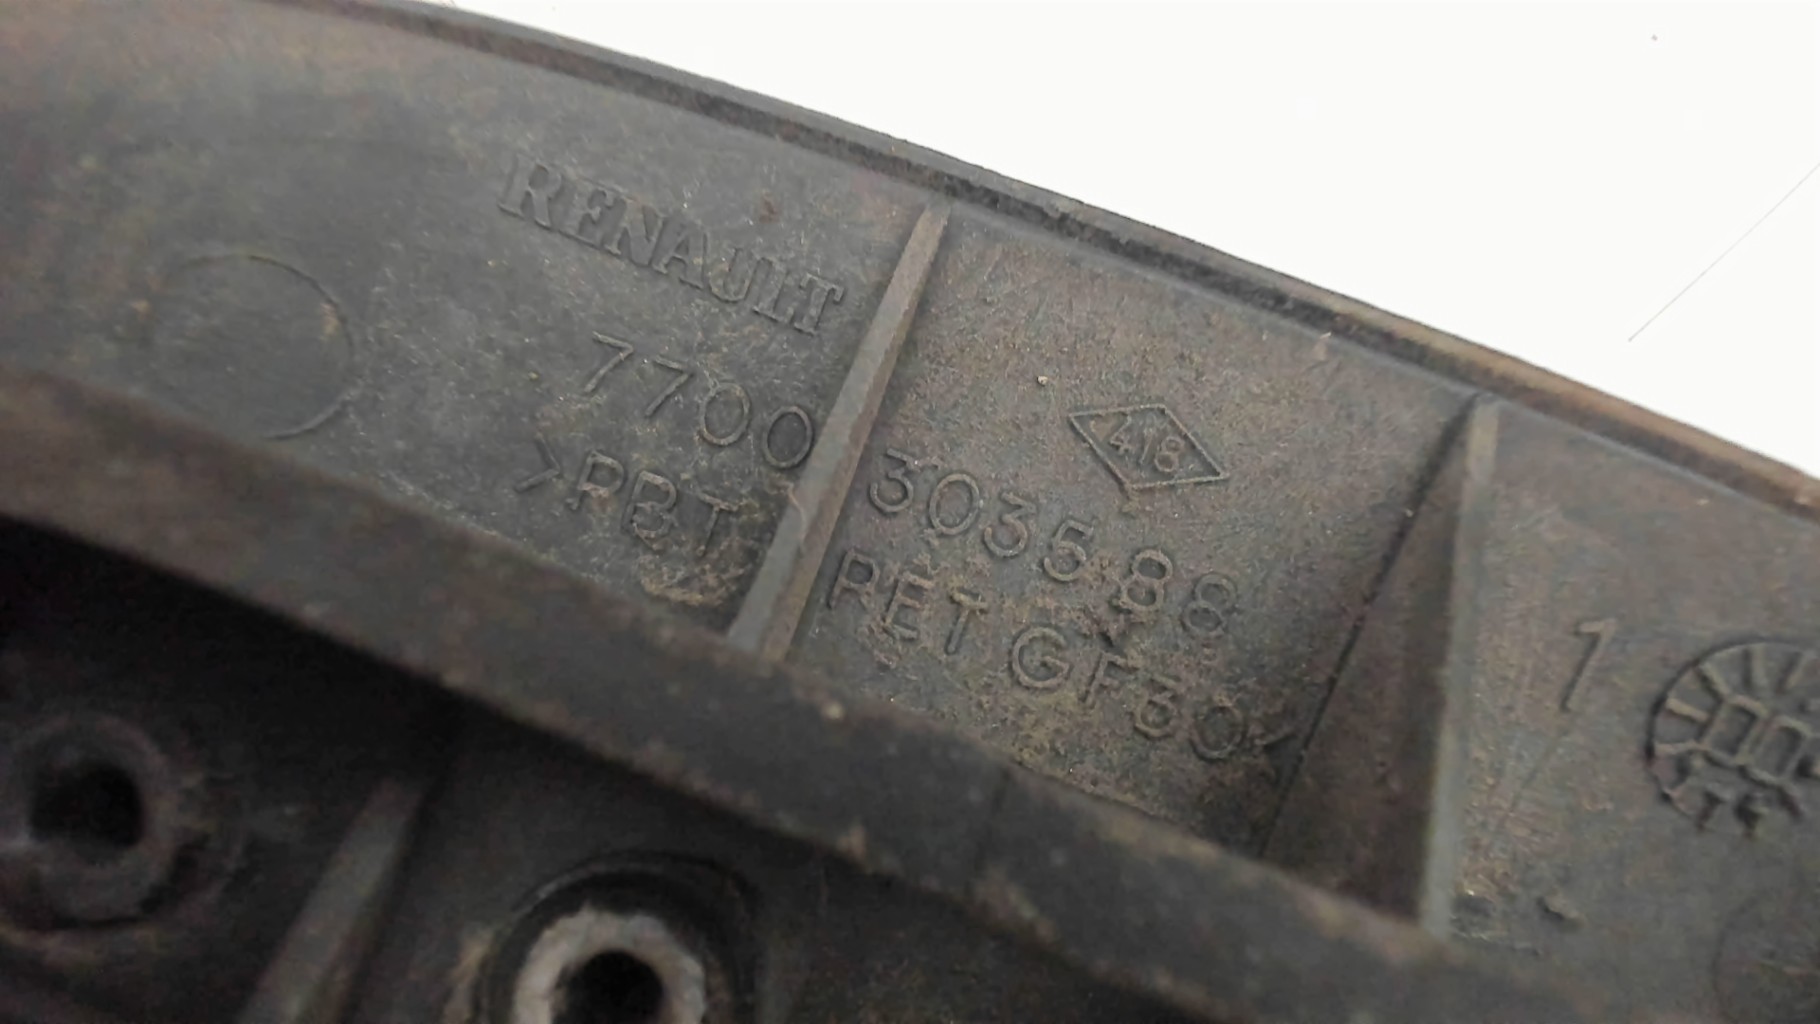 RENAULT
7700 303588
418
>PBT+PET GF30<
1